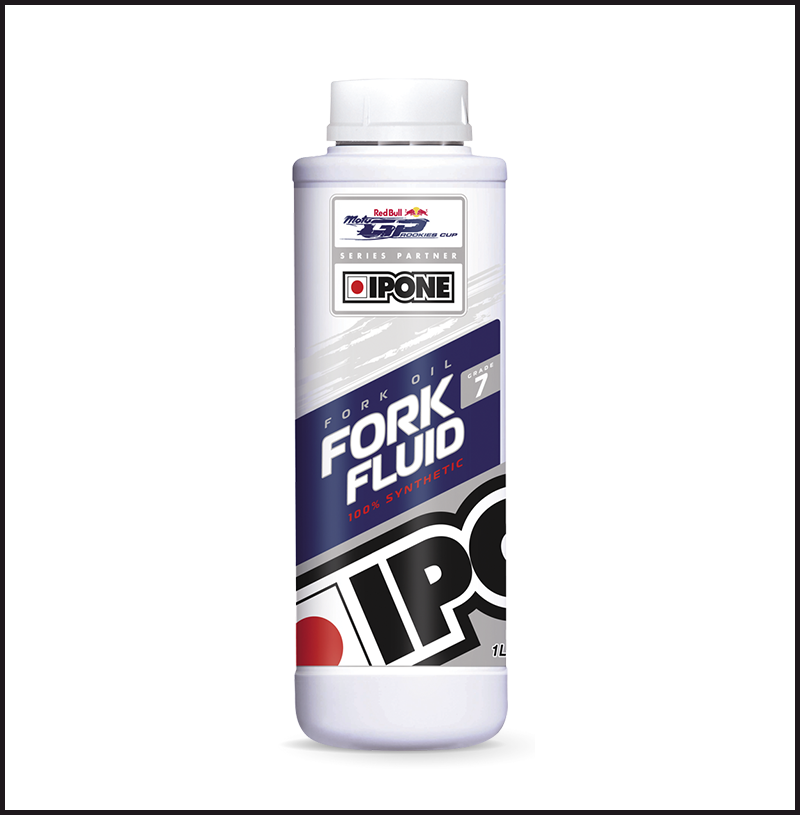 Red Bull
Moto
GP
ROOKIES CUP
SERIES PARTNER
IPONE
FORK OIL
GRADE
7
FORK
FLUID
100% SYNTHETIC
IPO
1L